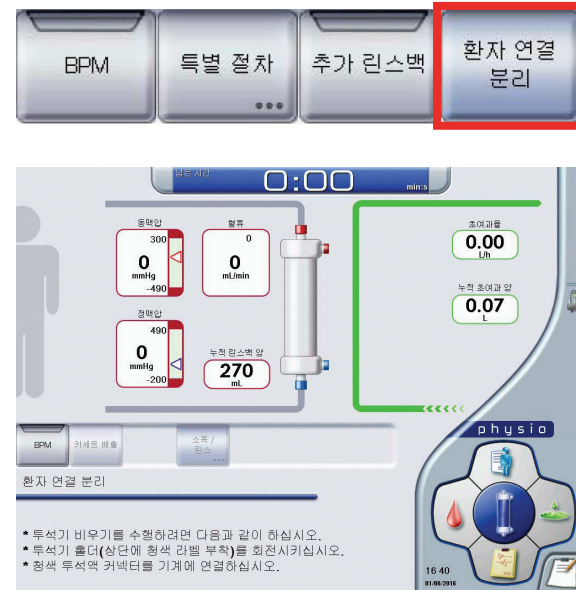 BPM
특별 절차
추가 린스백
환자 연결
분리
남은 시간
0:00
min:s
동맥압
300
0
mmHg
-490
혈류
0
0
mL/min
정맥압
490
0
mmHg
-200
누적 린스백 양
270
mL
초여과율
0.00
L/h
누적 초여과 양
0.07
L
BPM
카세트 배출
소독 /
린스
환자 연결 분리
* 투석기 비우기를 수행하려면 다음과 같이 하십시오.
* 투석기 홀더(상단에 청색 라벨 부착)를 회전시키십시오.
* 청색 투석액 커넥터를 기계에 연결하십시오.
physio
16 40
01/08/2016